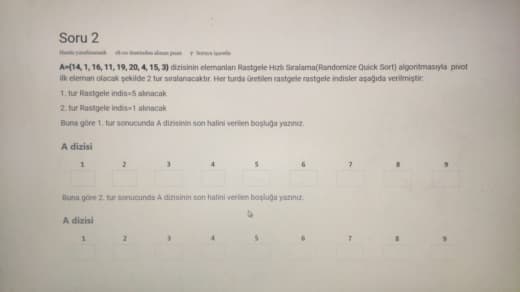 Soru 2
Henüz yanıtlanmadı
A={14, 1, 16, 11, 19, 20, 4, 15, 3} dizisinin elemanları Rastgele Hızlı Sıralama(Randomize Quick Sort) algoritmasıyla pivot
ilk eleman olacak şekilde 2 tur sıralanacaktır. Her turda üretilen rastgele rastgele indisler aşağıda verilmiştir:
1. tur Rastgele indis=5 alınacak
2. tur Rastgele indis=1 alınacak
Buna göre 1. tur sonucunda A dizisinin son halini verilen boşluğa yazınız.
A dizisi
1 2 3 4 5 6 7 8 9
Buna göre 2. tur sonucunda A dizisinin son halini verilen boşluğa yazınız.
A dizisi
1 2 3 4 5 6 7 8 9